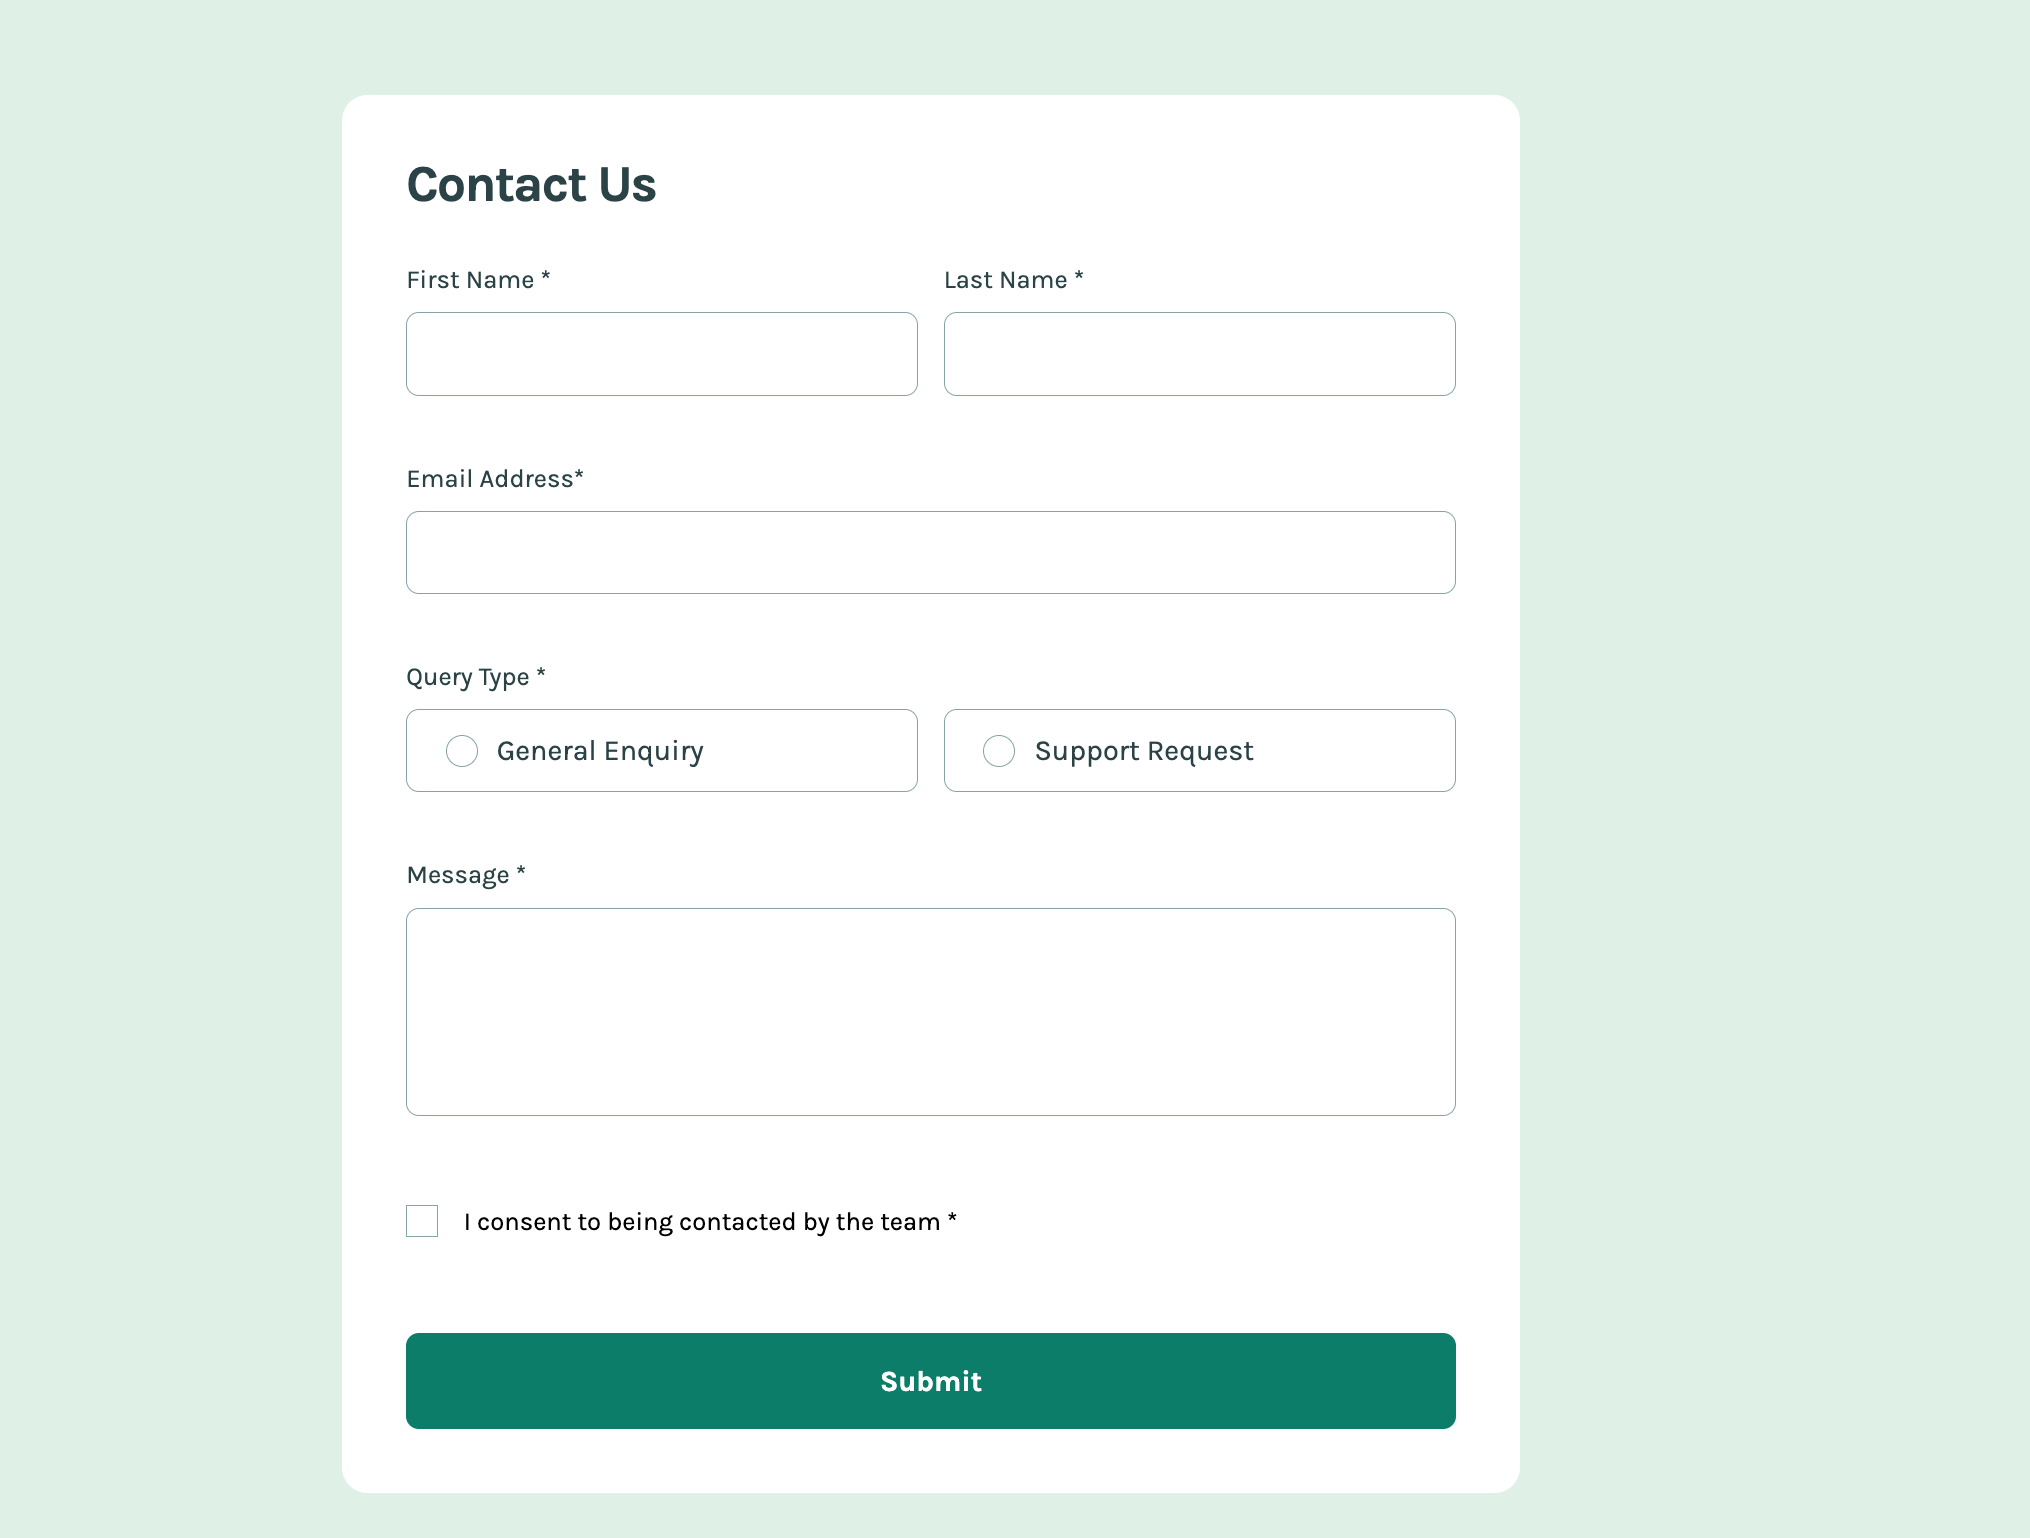 Contact Us
First Name *
Last Name *
Email Address*
Query Type *
General Enquiry
Support Request
Message *
I consent to being contacted by the team *
Submit